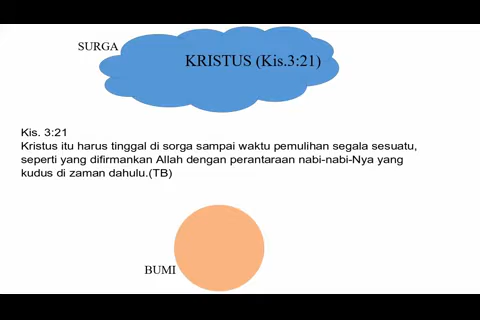 SURGA
KRISTUS (Kis.3:21)
Kis. 3:21
Kristus itu harus tinggal di sorga sampai waktu pemulihan segala sesuatu,
seperti yang difirmankan Allah dengan perantaraan nabi-nabi-Nya yang
kudus di zaman dahulu.(TB)
BUMI